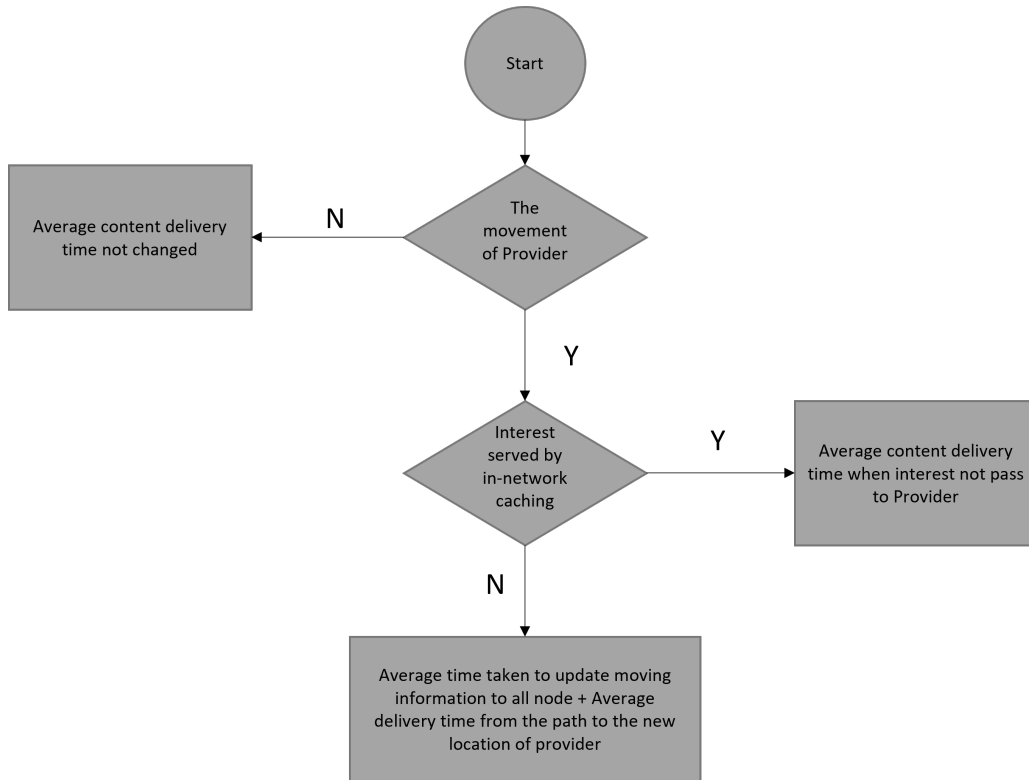 Start
The
movement
of Provider
N
Average content delivery
time not changed
Y
Interest
served by
in-network
caching
Y
Average content delivery
time when interest not pass
to Provider
N
Average time taken to update moving
information to all node + Average
delivery time from the path to the new
location of provider